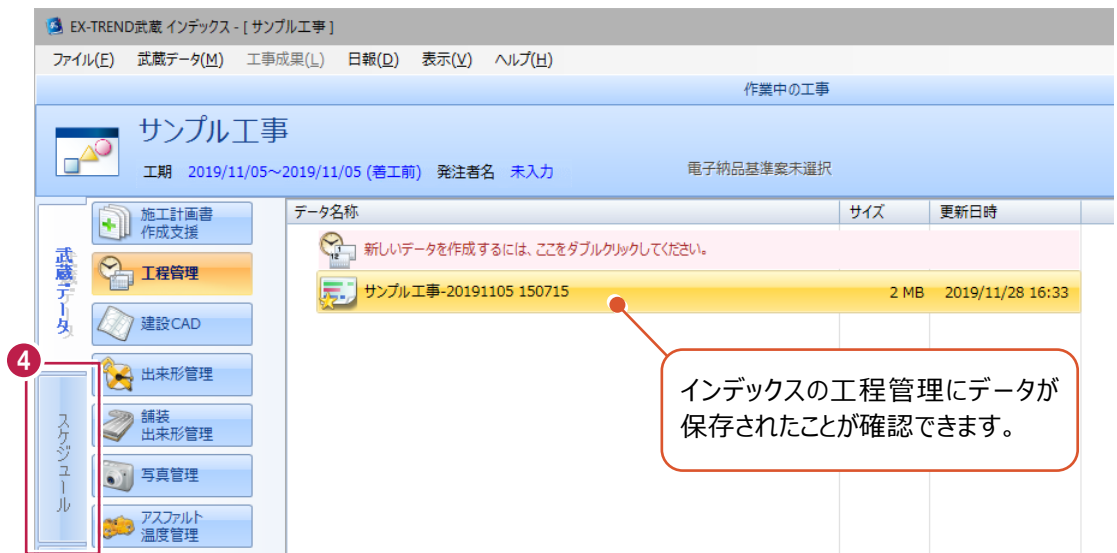 EX-TREND武蔵 インデックス - [ サンプル工事 ]
ファイル(F) 武蔵データ(M) 工事成果(L) 日報(D) 表示(V) ヘルプ(H)
作業中の工事
サンプル工事
工期 2019/11/05～2019/11/05 (着工前) 発注者名 未入力 電子納品基準案未選択
武蔵データ
4
スケジュール
施工計画書
作成支援
工程管理
建設CAD
出来形管理
舗装
出来形管理
写真管理
アスファルト
温度管理
データ名称 サイズ 更新日時
新しいデータを作成するには、ここをダブルクリックしてください。
サンプル工事-20191105 150715 2 MB 2019/11/28 16:33
インデックスの工程管理にデータが
保存されたことが確認できます。